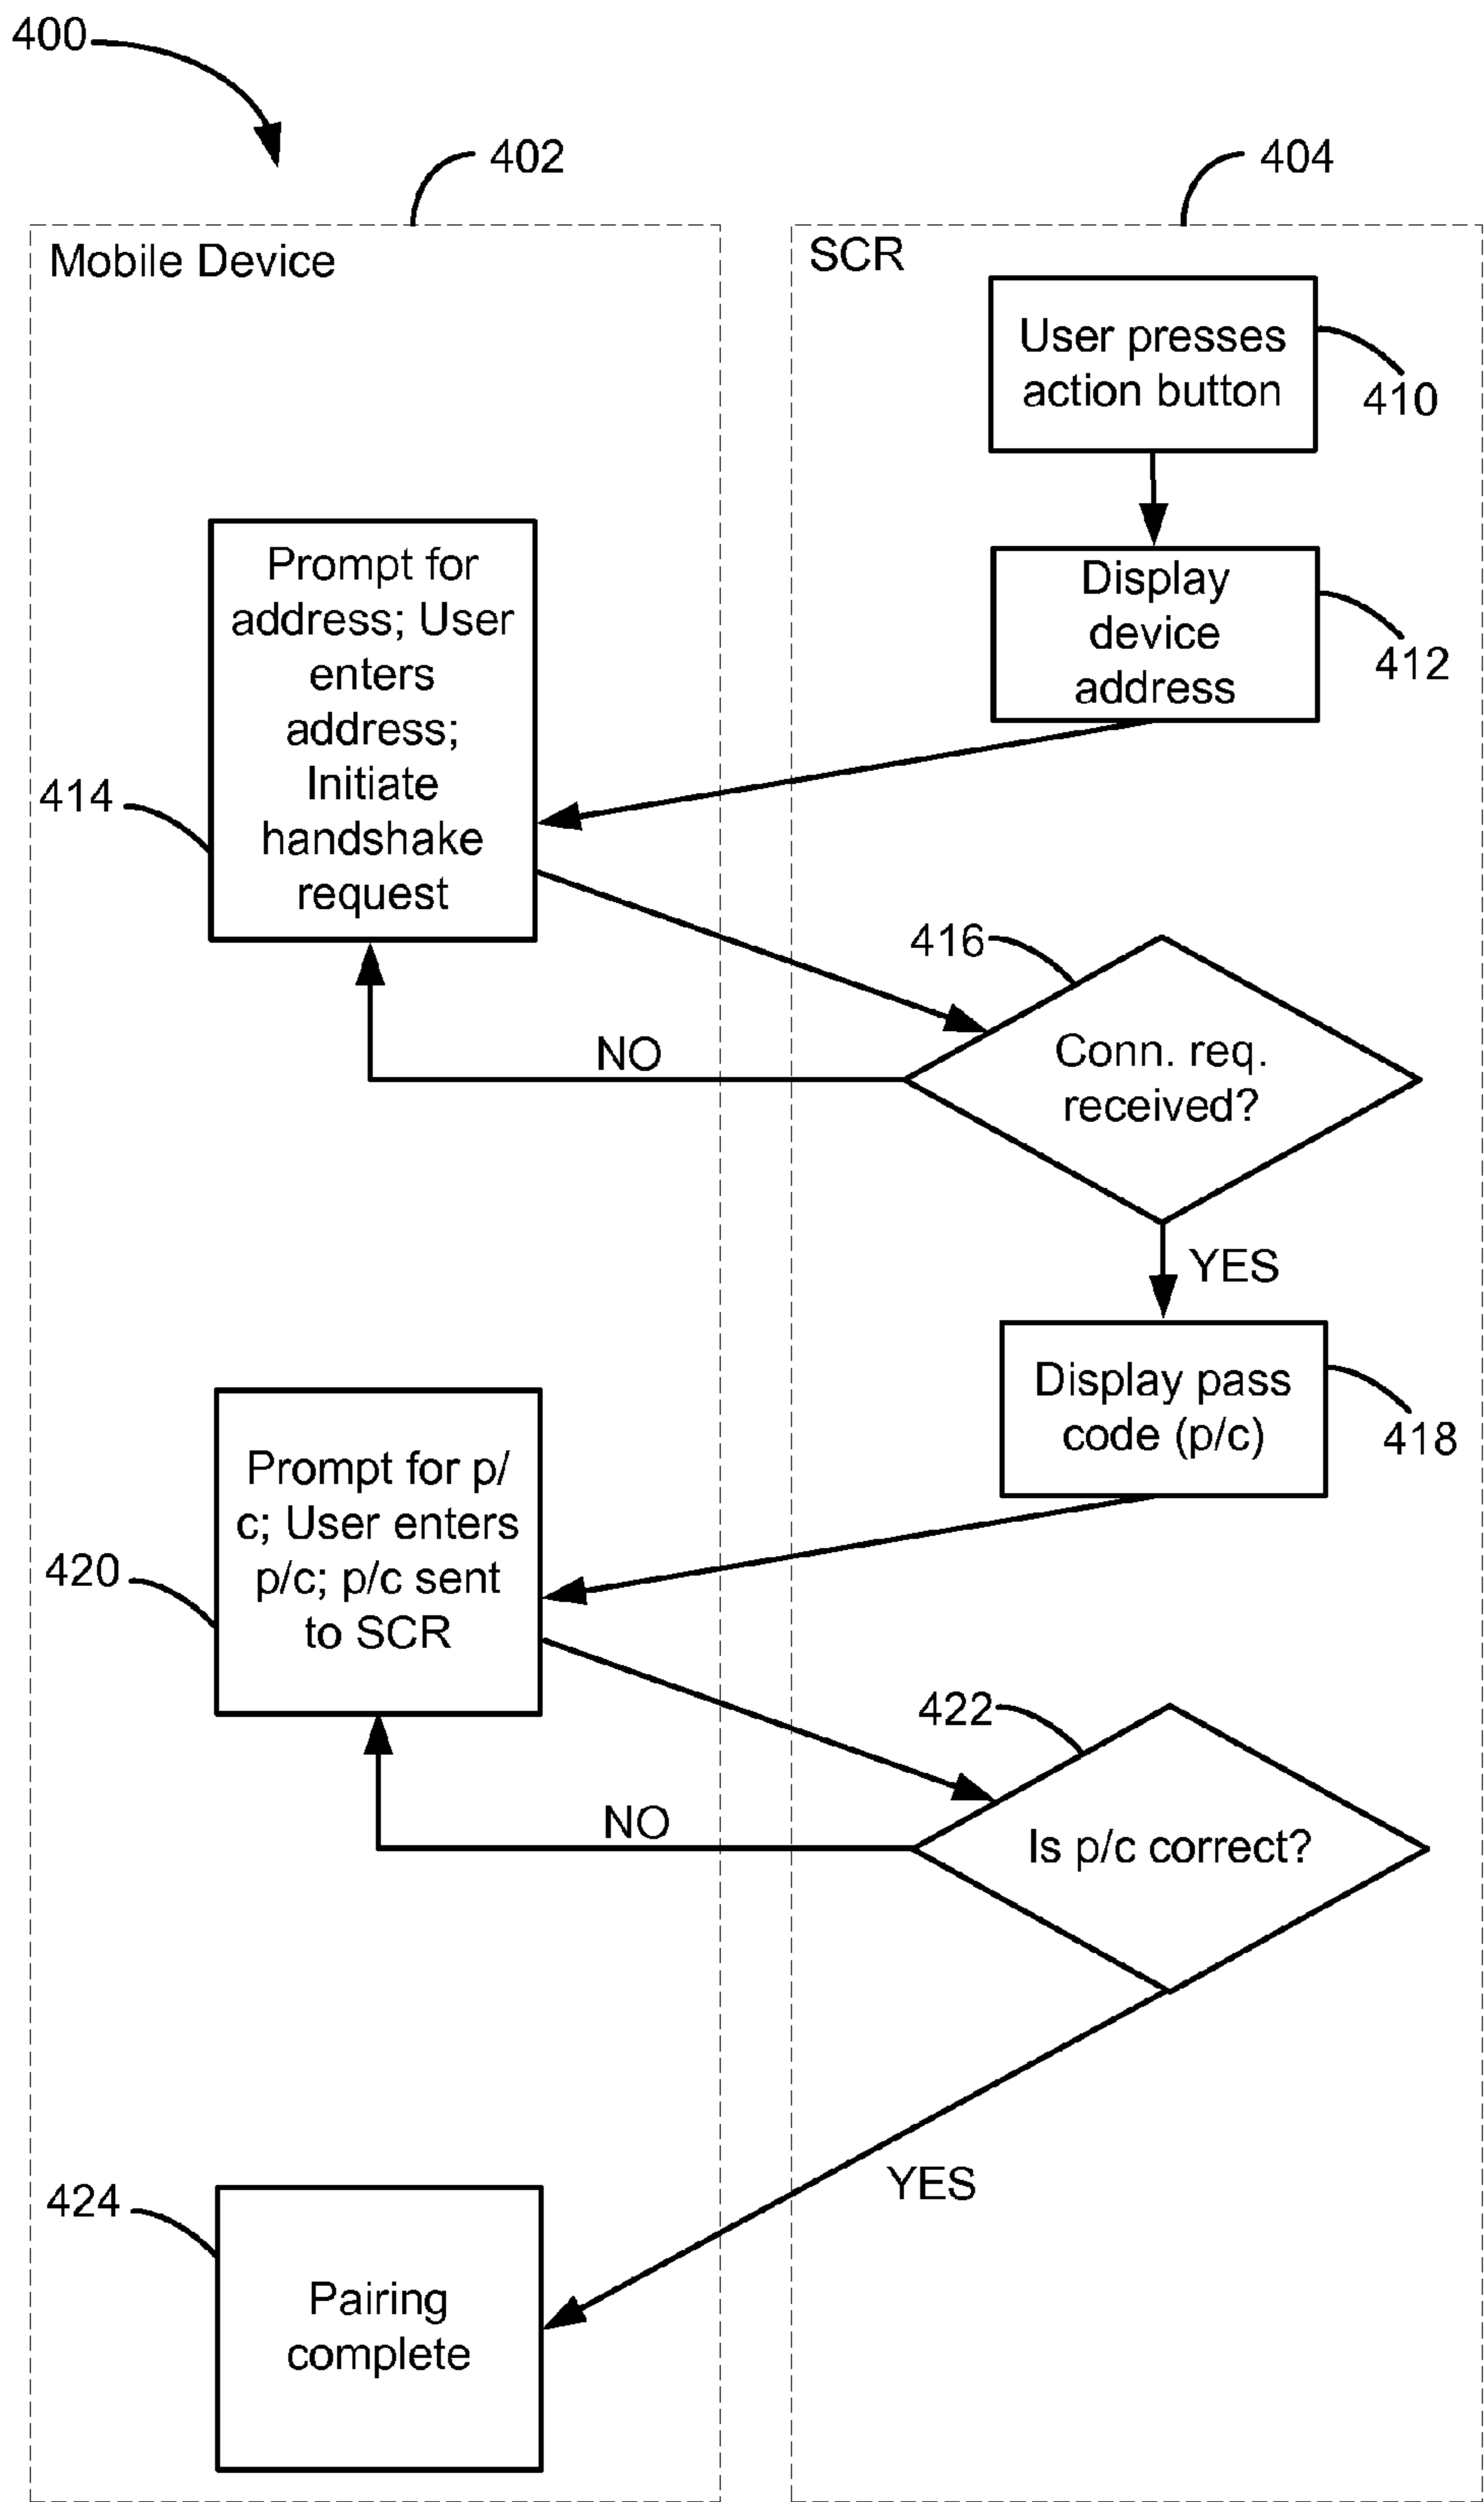 400
402
404
Mobile Device
SCR
User presses
action button
410
Display
device
address
412
Prompt for
address; User
enters
address;
Initiate
handshake
request
414
416
Conn. req.
received?
NO
YES
Display pass
code (p/c)
418
Prompt for p/
c; User enters
p/c; p/c sent
to SCR
420
422
Is p/c correct?
NO
YES
424
Pairing
complete